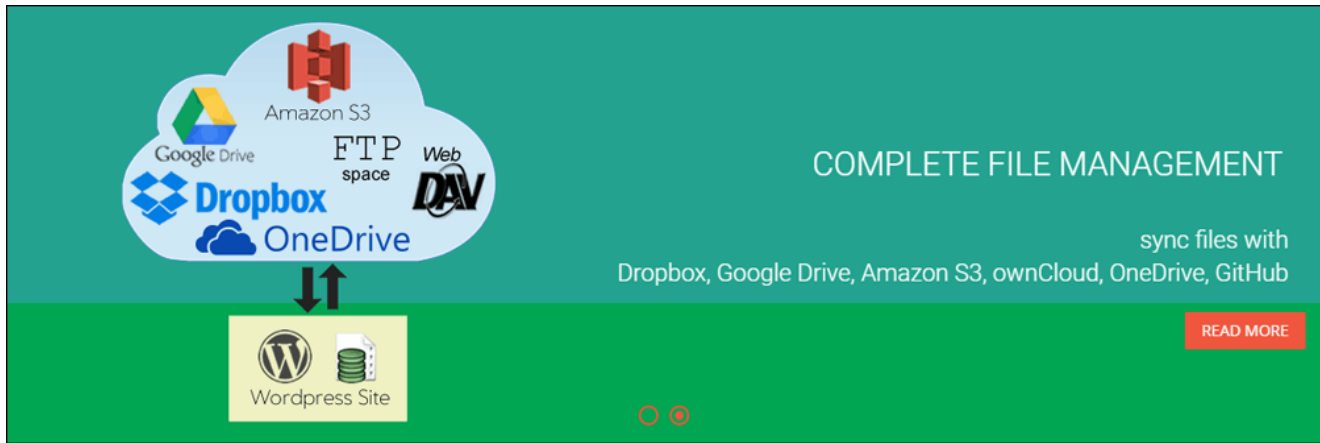 Amazon S3
Google Drive
FTP
space
Web
DAV
Dropbox
OneDrive
Wordpress Site
COMPLETE FILE MANAGEMENT
sync files with
Dropbox, Google Drive, Amazon S3, ownCloud, OneDrive, GitHub
READ MORE